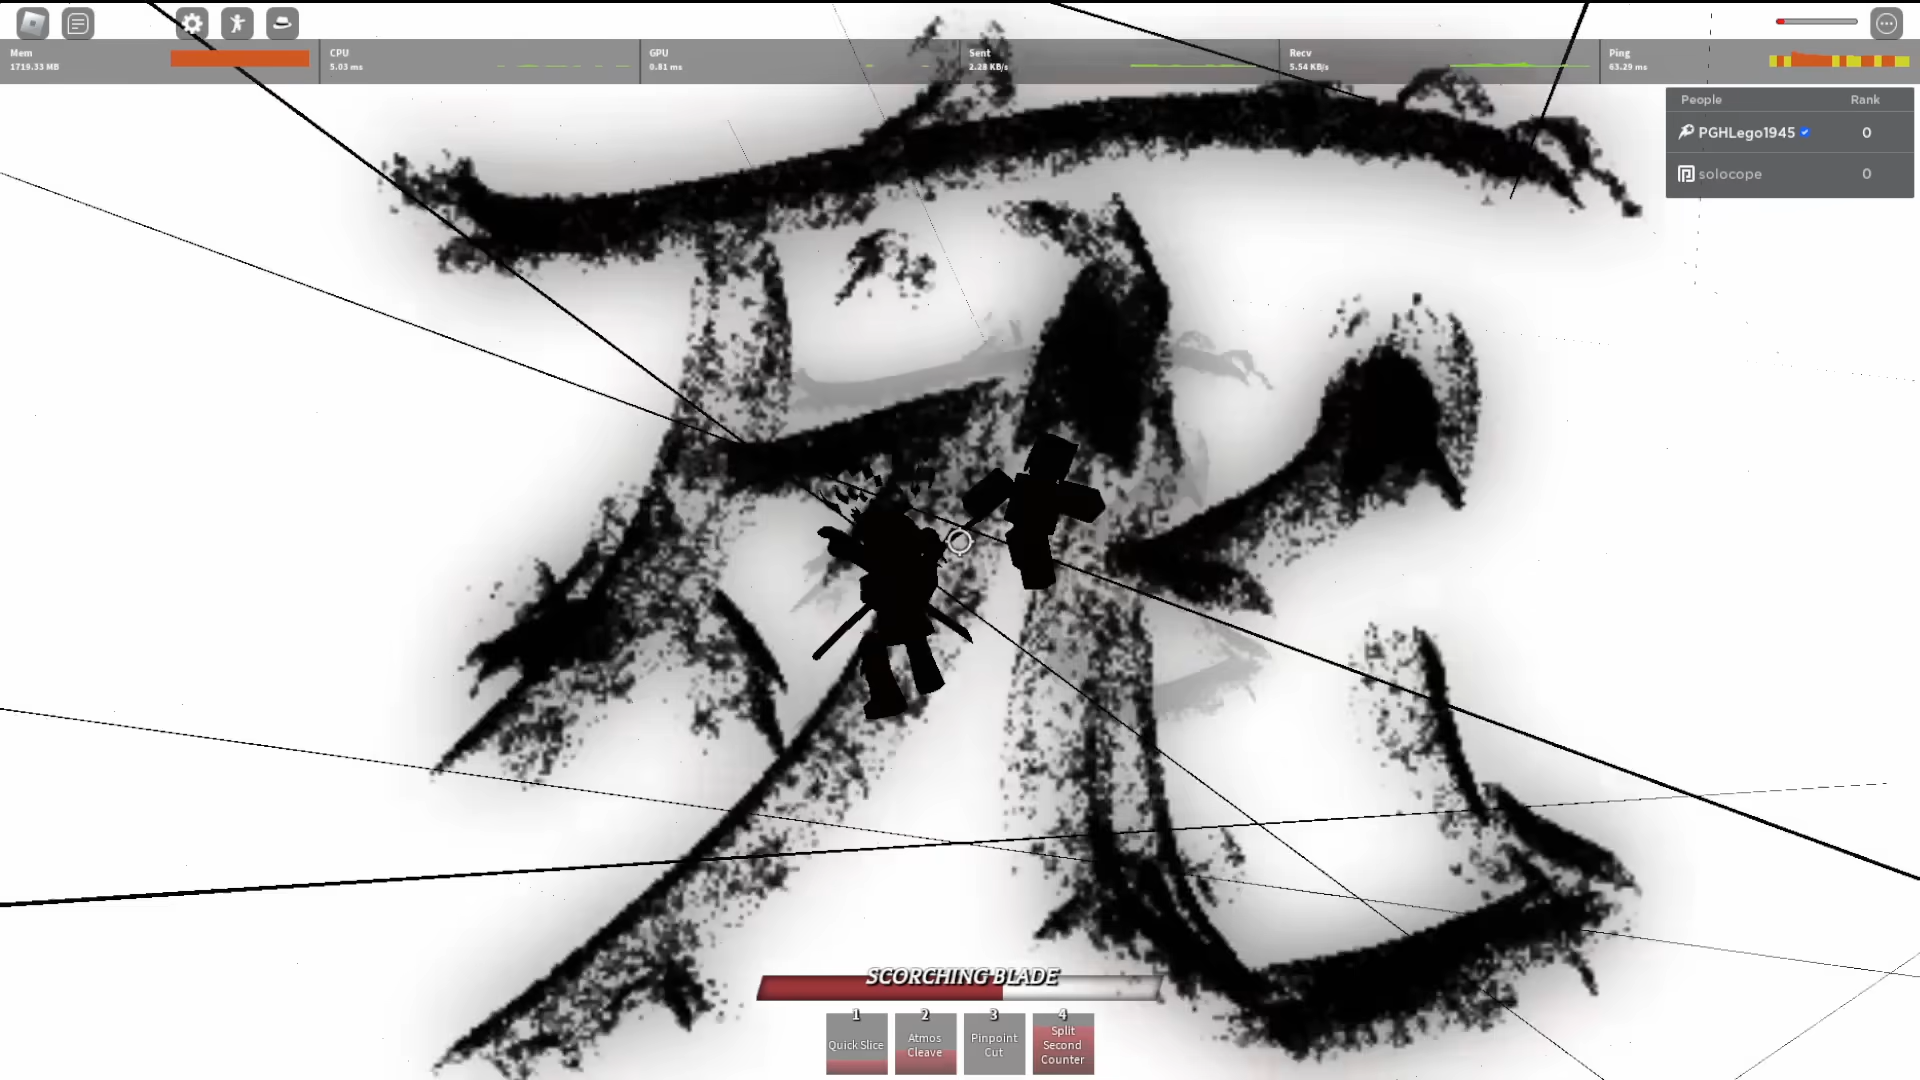 Mem
1719.33 MB
CPU
5.03 ms
GPU
0.81 ms
Sent
2.28 KB/s
Recv
5.54 KB/s
Ping
63.29 ms
People Rank
PGHLego1945 0
solocope 0
死
SCORCHING BLADE
1
Quick Slice
2
Atmos
Cleave
3
Pinpoint
Cut
4
Split
Second
Counter